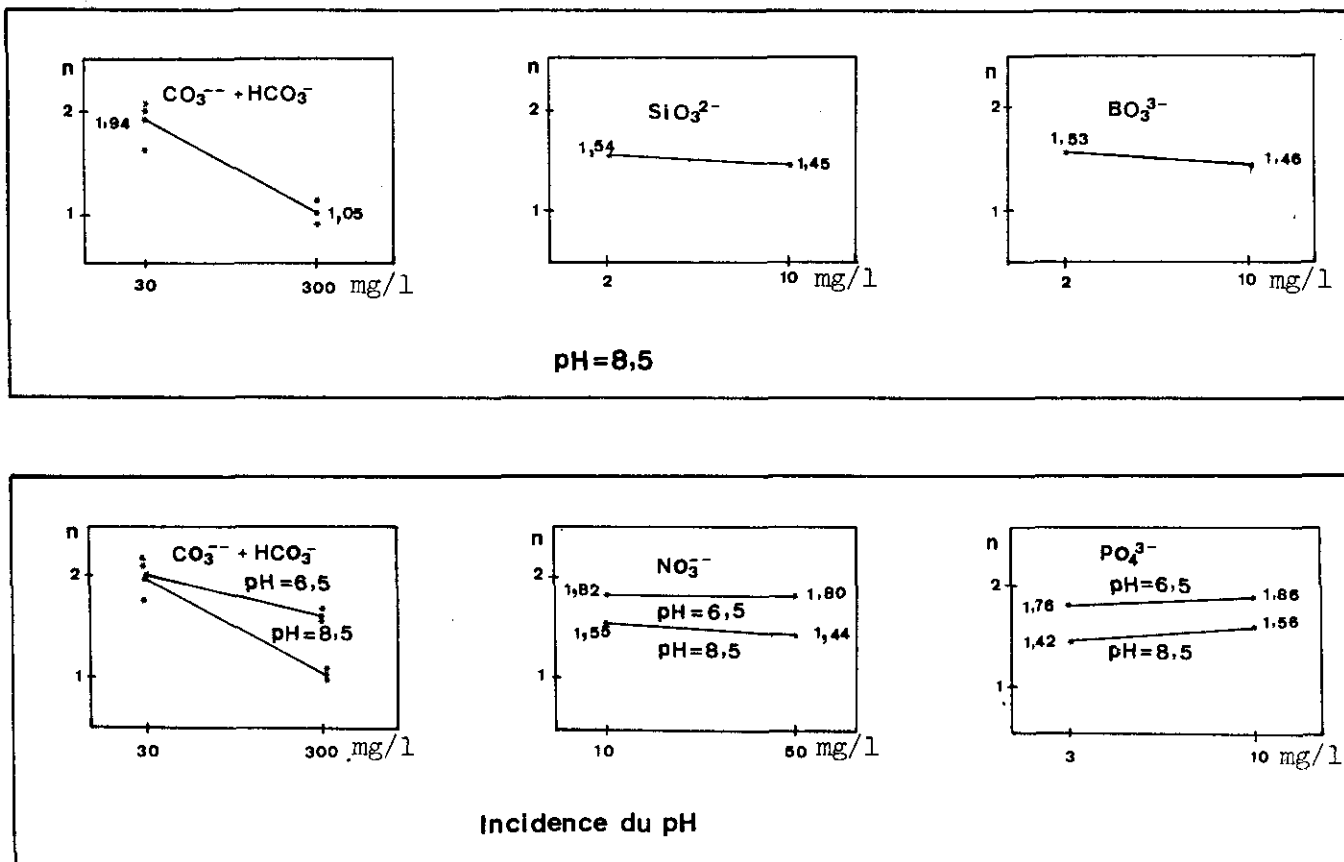 n
CO₃⁻⁻ + HCO₃⁻
2
1,94
1
1,05
30
300 mg/l
n
SiO₃²⁻
2
1,54
1,45
1
2
10 mg/l
n
BO₃³⁻
2
1,53
1,46
1
2
10 mg/l
pH=8,5
n
CO₃⁻⁻ + HCO₃⁻
2
pH=6,5
pH=8,5
1
30
300 mg/l
n
NO₃⁻⁻
2
1,82
1,80
pH=6,5
1,55
1,44
pH=8,5
1
10
50 mg/l
n
PO₄³⁻
2
pH=6,5
1,76
1,86
1,42
1,56
pH=8,5
1
3
10 mg/l
Incidence du pH